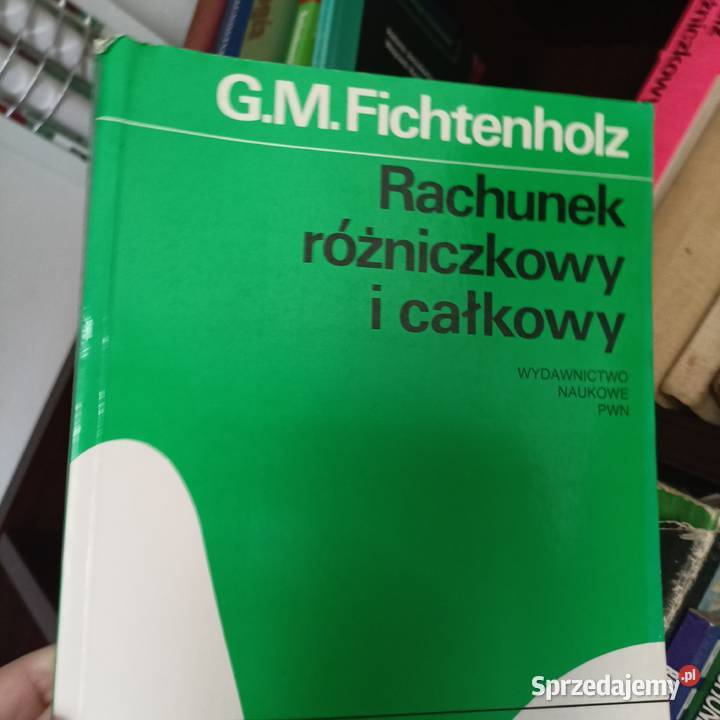 G.M. Fichtenholz
Rachunek
różniczkowy
i całkowy
WYDAWNICTWO
NAUKOWE
PWN
Sprzedajemy.pl